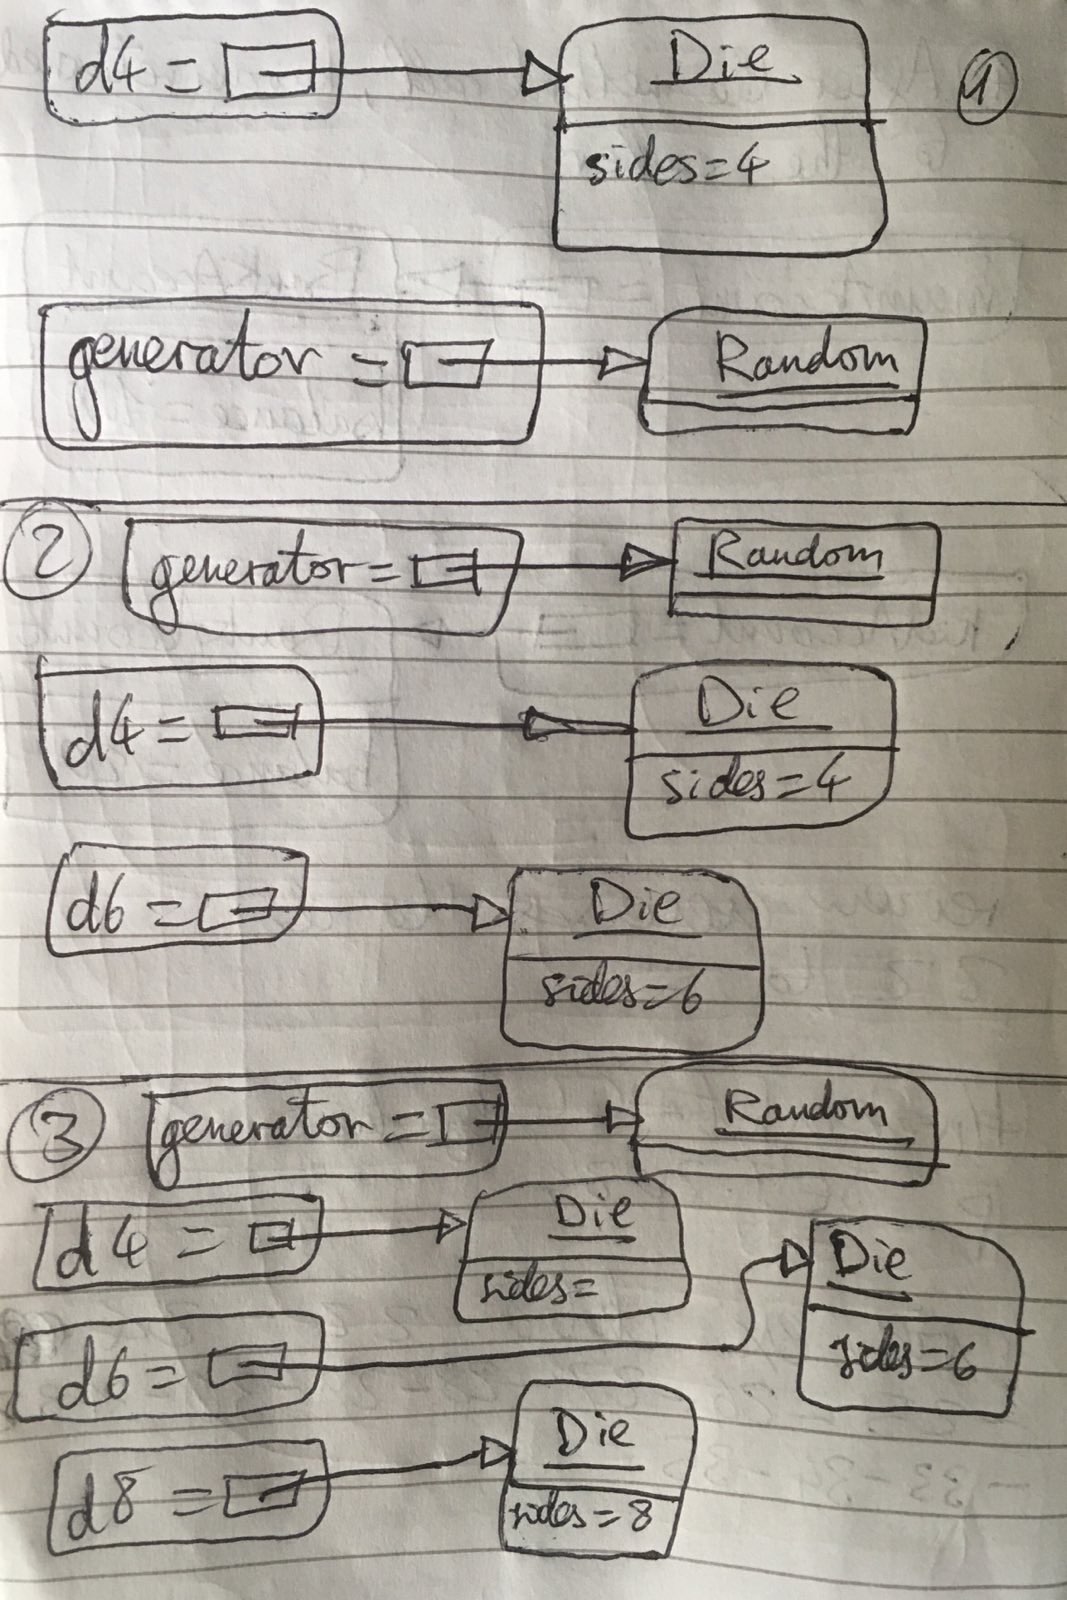 d4 = Die
①
sides=4
generator = Random
②
generator = Random
d4 = Die
sides=4
d6 = Die
sides=6
③
generator = Random
d4 = Die
sides=
d6 = Die
sides=6
d8 = Die
sides=8